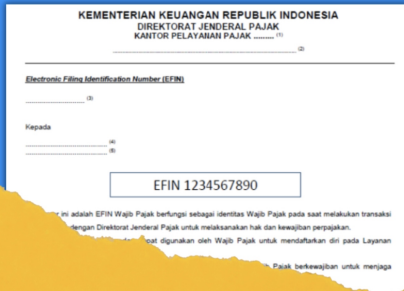 KEMENTERIAN KEUANGAN REPUBLIK INDONESIA
DIREKTORAT JENDERAL PAJAK
KANTOR PELAYANAN PAJAK ......... (1)
(2)
Electronic Filing Identification Number (EFIN)
(3)
Kepada
(4)
(5)
EFIN 1234567890
ini adalah EFIN Wajib Pajak berfungsi sebagai identitas Wajib Pajak pada saat melakukan transaksi
dengan Direktorat Jenderal Pajak untuk melaksanakan hak dan kewajiban perpajakan.
digunakan oleh Wajib Pajak untuk mendaftarkan diri pada Layanan
Pajak berkewajiban untuk menjaga